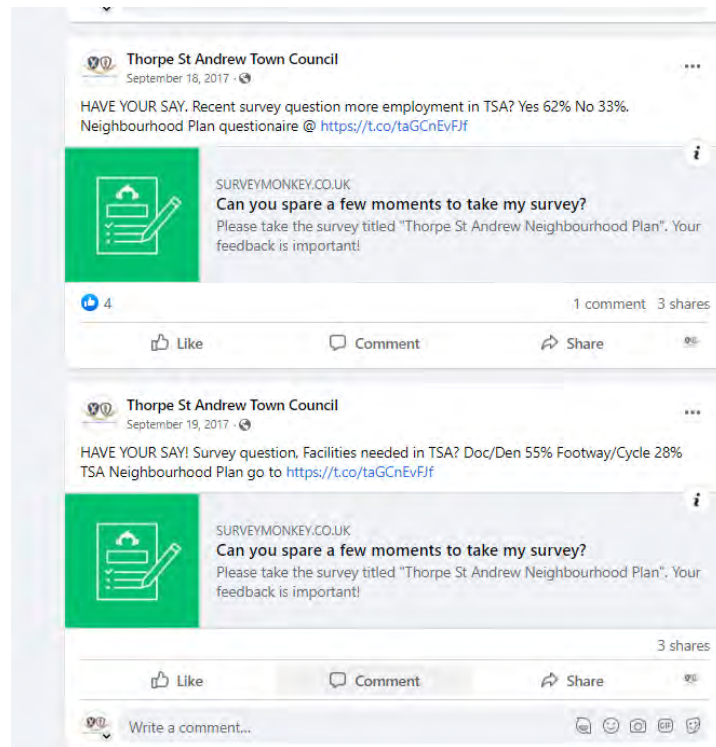 Thorpe St Andrew Town Council
September 18, 2017 ·
HAVE YOUR SAY. Recent survey question more employment in TSA? Yes 62% No 33%.
Neighbourhood Plan questionaire @ https://t.co/taGCnEvFJf
SURVEYMONKEY.CO.UK
Can you spare a few moments to take my survey?
Please take the survey titled "Thorpe St Andrew Neighbourhood Plan". Your
feedback is important!
4 1 comment 3 shares
Like Comment Share
Thorpe St Andrew Town Council
September 19, 2017 ·
HAVE YOUR SAY! Survey question, Facilities needed in TSA? Doc/Den 55% Footway/Cycle 28%
TSA Neighbourhood Plan go to https://t.co/taGCnEvFJf
SURVEYMONKEY.CO.UK
Can you spare a few moments to take my survey?
Please take the survey titled "Thorpe St Andrew Neighbourhood Plan". Your
feedback is important!
3 shares
Like Comment Share
Write a comment... GIF